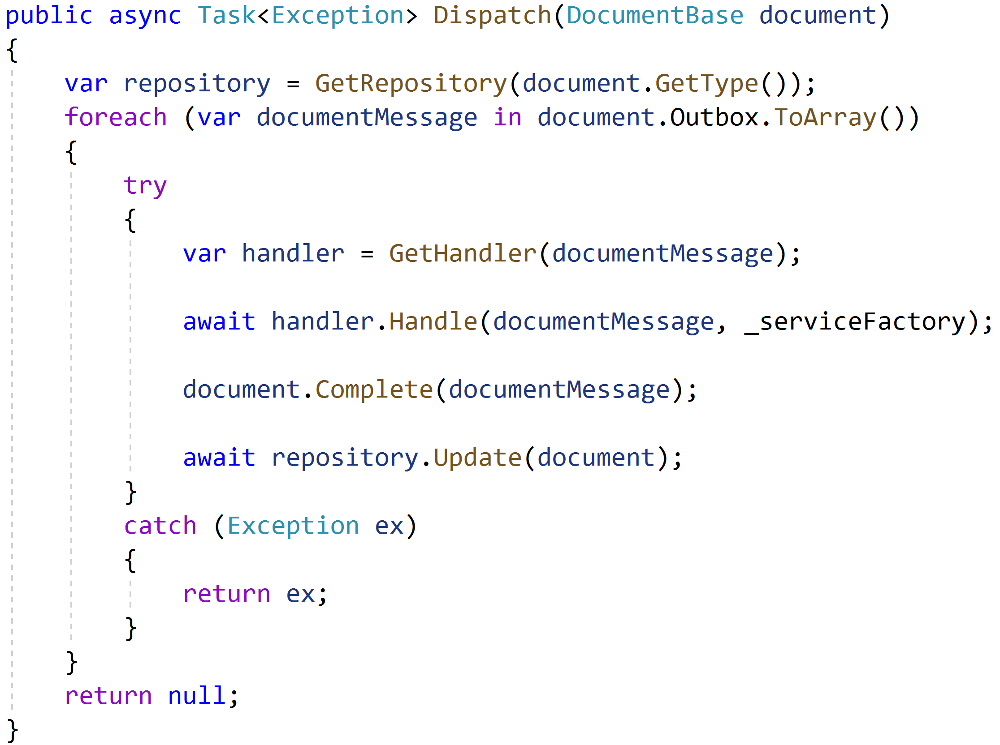 public async Task<Exception> Dispatch(DocumentBase document)
{
    var repository = GetRepository(document.GetType());
    foreach (var documentMessage in document.Outbox.ToArray())
    {
        try
        {
            var handler = GetHandler(documentMessage);

            await handler.Handle(documentMessage, _serviceFactory);

            document.Complete(documentMessage);

            await repository.Update(document);
        }
        catch (Exception ex)
        {
            return ex;
        }
    }
    return null;
}